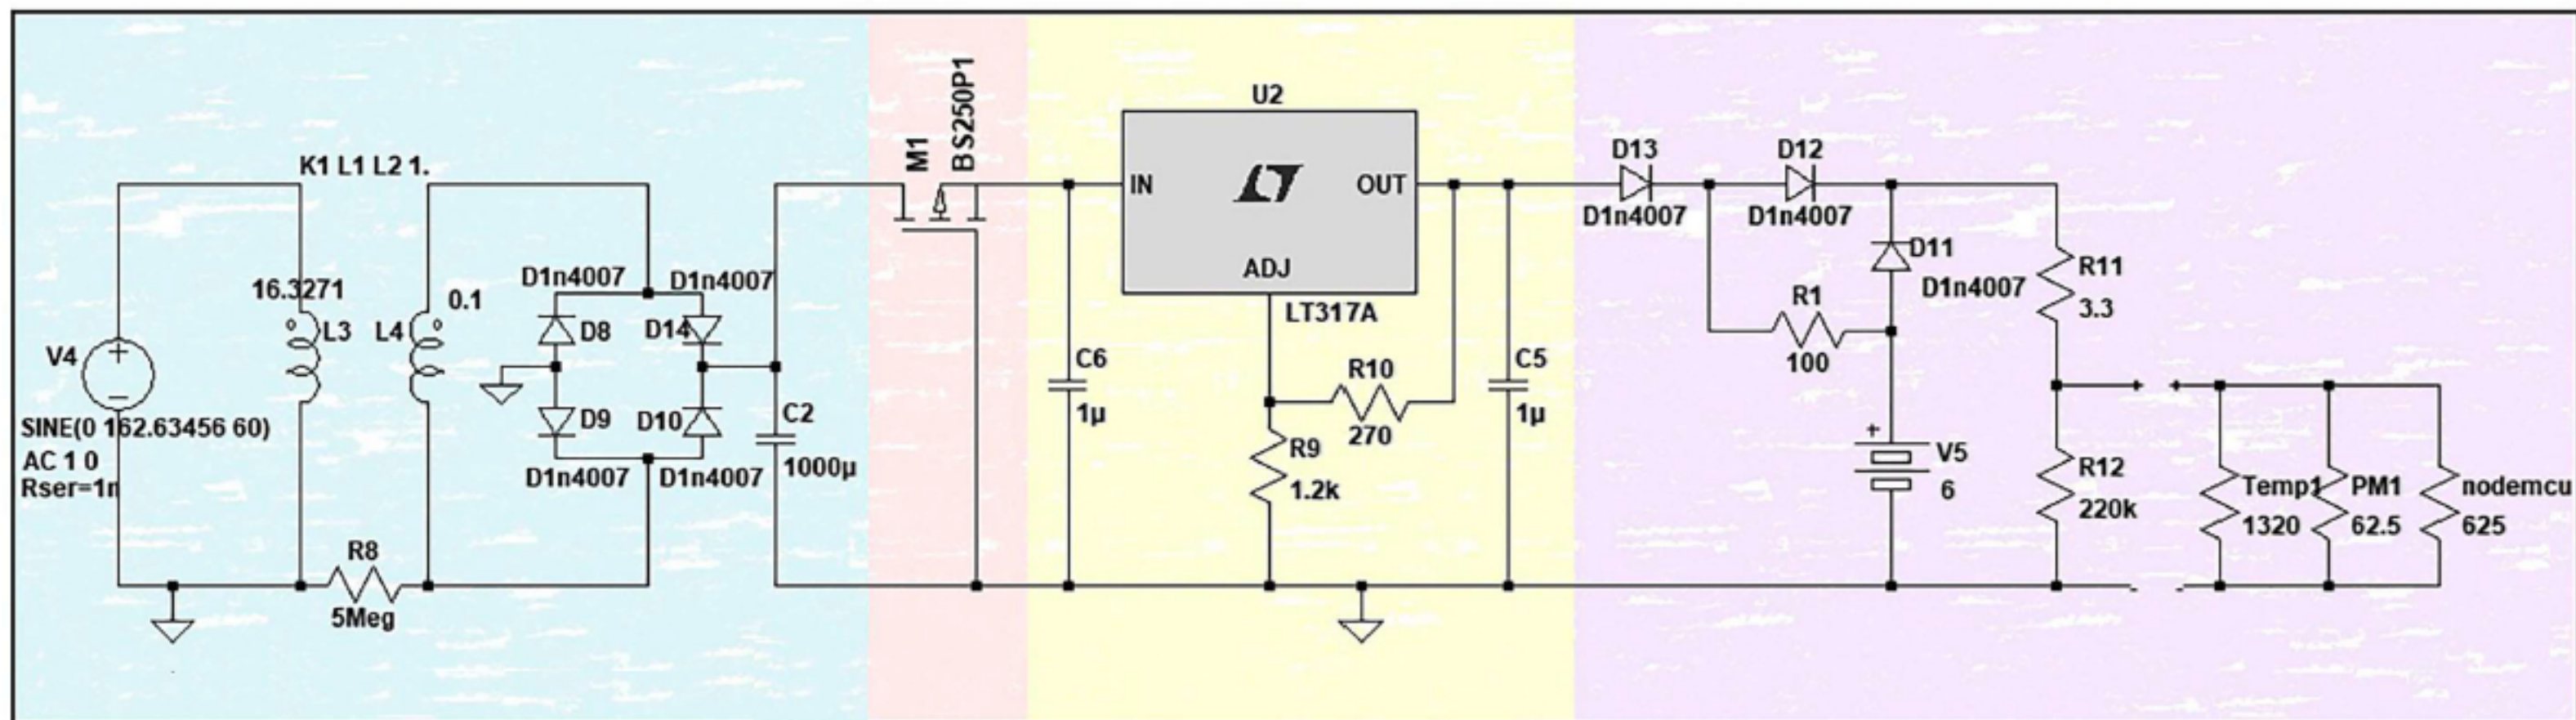 K1 L1 L2 1.
16.3271
L3
L4
0.1
V4
+
−
SINE(0 162.63456 60)
AC 1 0
R8
5Meg
D1n4007
D1n4007
D8
D14
D9
D10
D1n4007
D1n4007
C2
1000µ
M1
BS250P1
C6
1µ
U2
IN
OUT
ADJ
LT317A
R10
270
R9
1.2k
C5
1µ
D13
D1n4007
D12
D1n4007
D11
D1n4007
R1
100
+
V5
6
R11
3.3
R12
220k
+
+
-
-
Temp1
1320
PM1
62.5
nodemcu
625